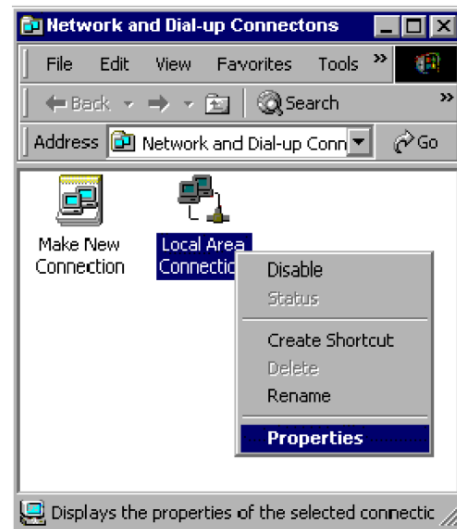 Network and Dial-up Connectons
File Edit View Favorites Tools »
Back Search »
Address Network and Dial-up Conn Go
Make New
Connection
Local Area
Connectio
Disable
Status
Create Shortcut
Delete
Rename
Properties
Displays the properties of the selected connectic